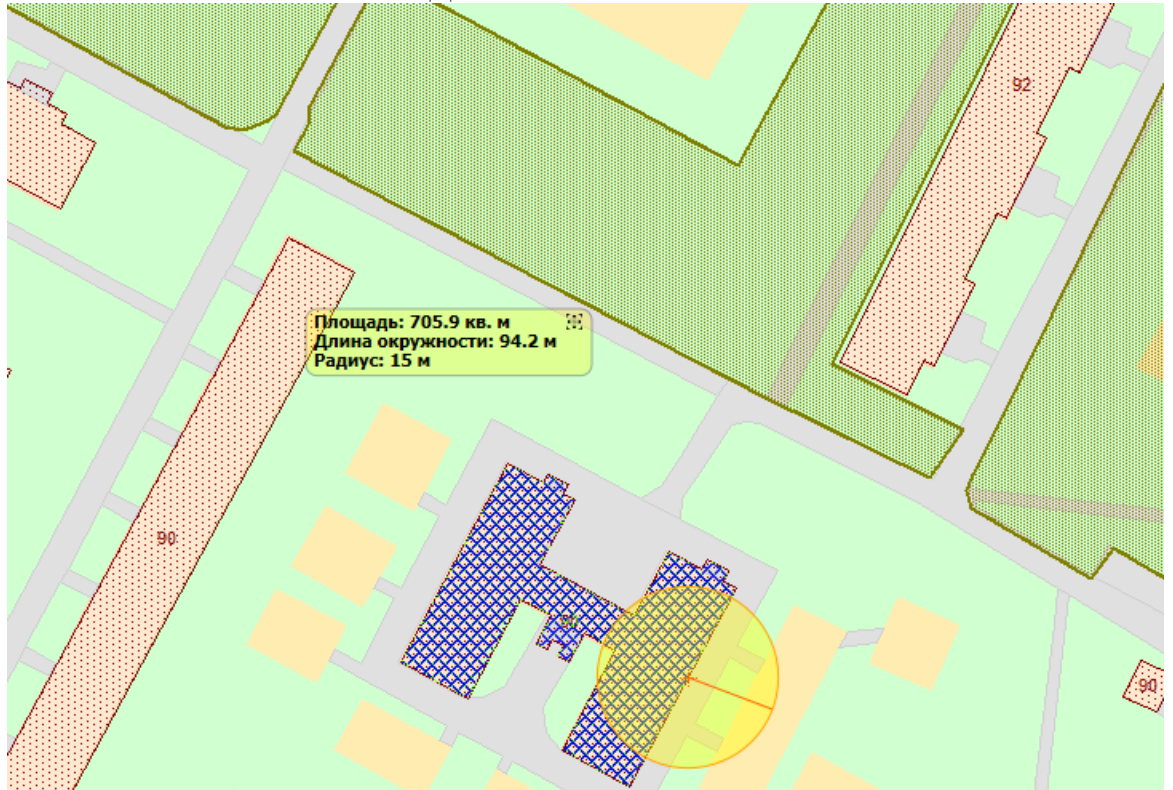 92
Площадь: 705.9 кв. м
Длина окружности: 94.2 м
Радиус: 15 м
90
90